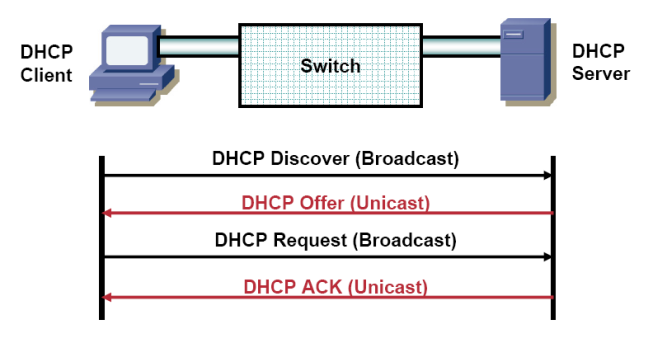 DHCP
Client
Switch
DHCP
Server
DHCP Discover (Broadcast)
DHCP Offer (Unicast)
DHCP Request (Broadcast)
DHCP ACK (Unicast)